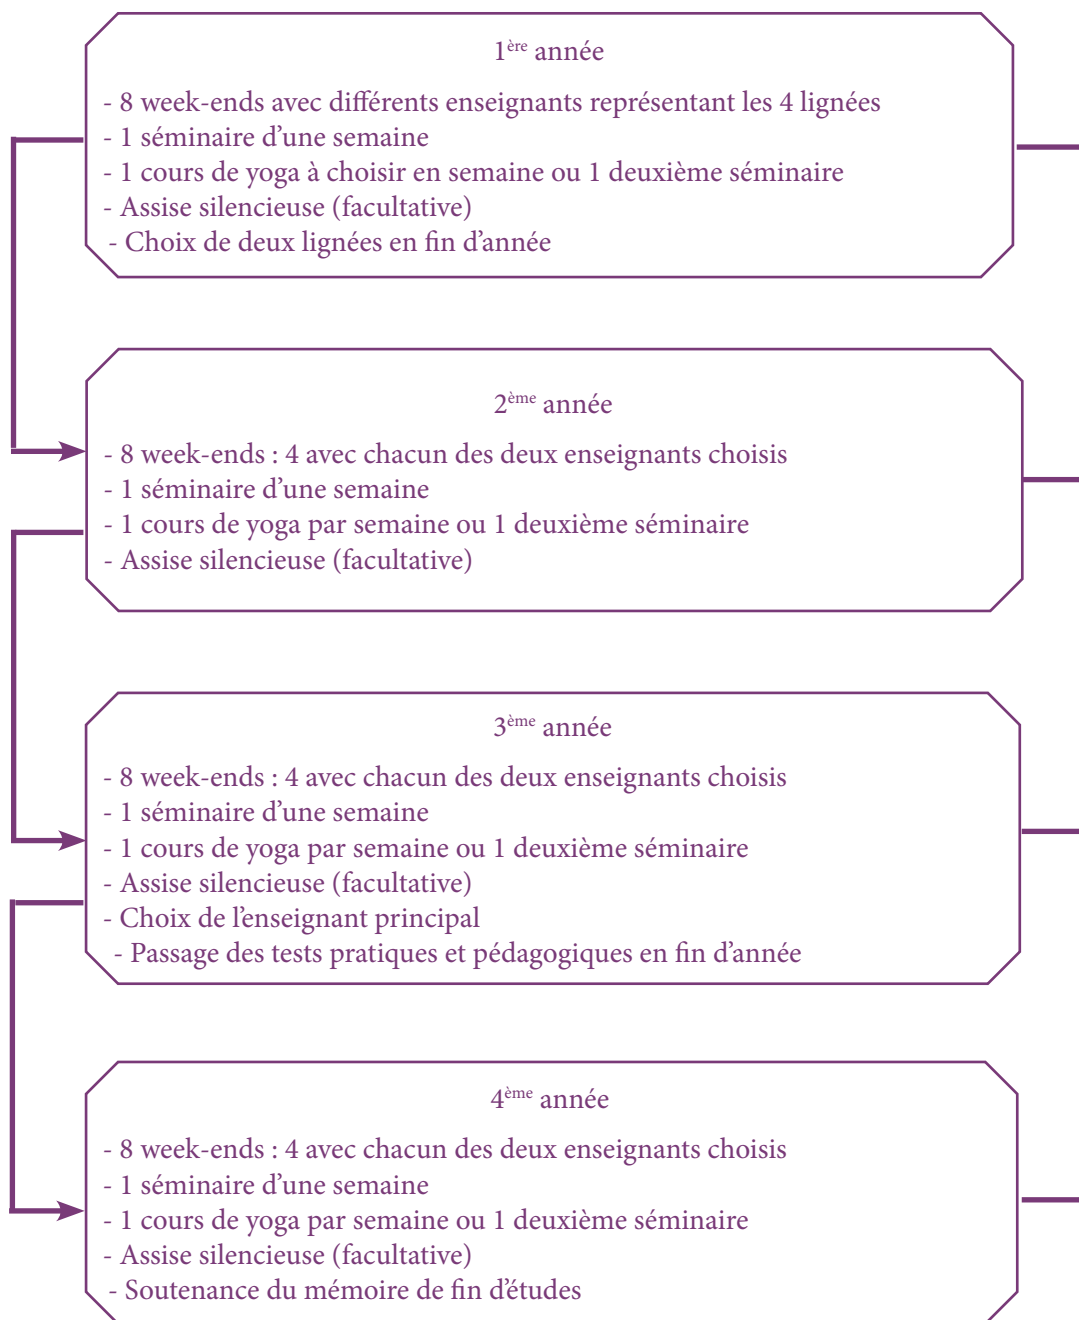 1ère année
- 8 week-ends avec différents enseignants représentant les 4 lignées
- 1 séminaire d’une semaine
- 1 cours de yoga à choisir en semaine ou 1 deuxième séminaire
- Assise silencieuse (facultative)
- Choix de deux lignées en fin d’année
2ème année
- 8 week-ends : 4 avec chacun des deux enseignants choisis
- 1 séminaire d’une semaine
- 1 cours de yoga par semaine ou 1 deuxième séminaire
- Assise silencieuse (facultative)
3ème année
- 8 week-ends : 4 avec chacun des deux enseignants choisis
- 1 séminaire d’une semaine
- 1 cours de yoga par semaine ou 1 deuxième séminaire
- Assise silencieuse (facultative)
- Choix de l’enseignant principal
- Passage des tests pratiques et pédagogiques en fin d’année
4ème année
- 8 week-ends : 4 avec chacun des deux enseignants choisis
- 1 séminaire d’une semaine
- 1 cours de yoga par semaine ou 1 deuxième séminaire
- Assise silencieuse (facultative)
- Soutenance du mémoire de fin d’études